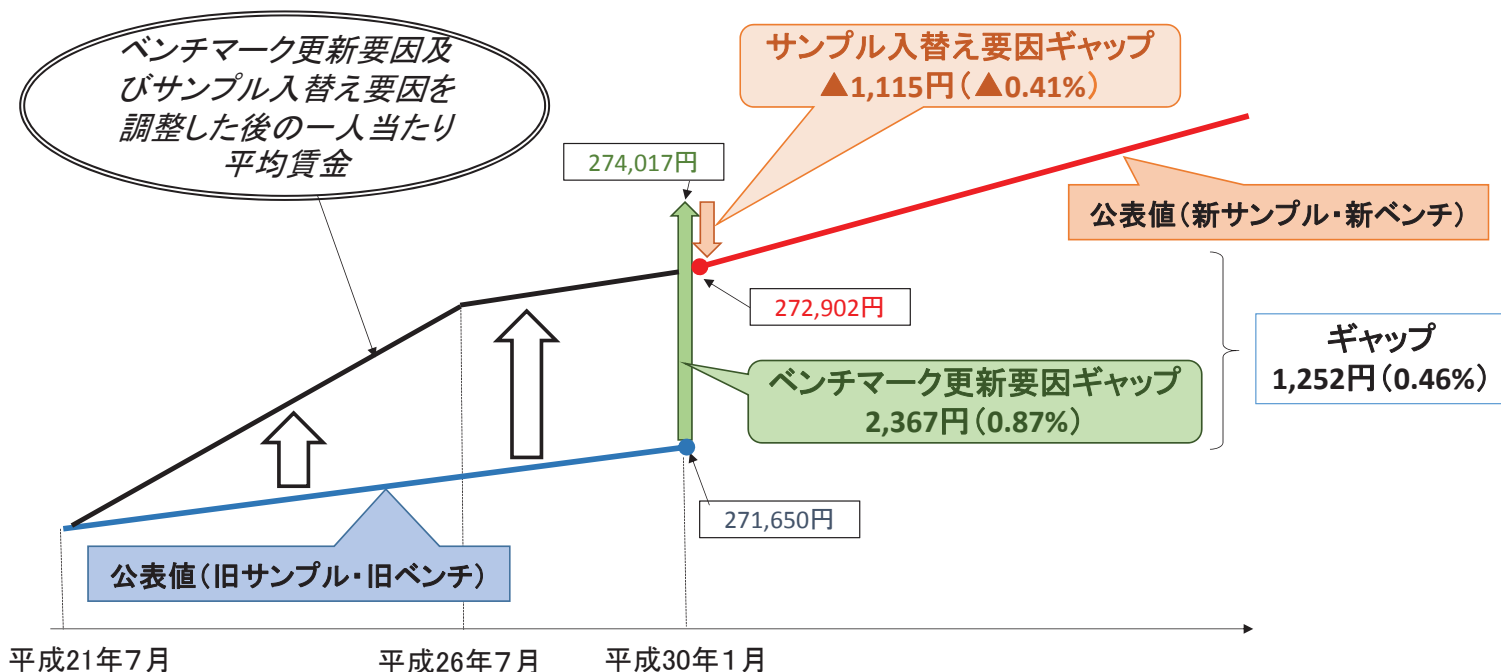 ベンチマーク更新要因及
びサンプル入替え要因を
調整した後の一人当たり
平均賃金
サンプル入替え要因ギャップ
▲1,115円(▲0.41%)
274,017円
公表値(新サンプル・新ベンチ)
272,902円
ギャップ
1,252円(0.46%)
ベンチマーク更新要因ギャップ
2,367円(0.87%)
271,650円
公表値(旧サンプル・旧ベンチ)
平成21年7月
平成26年7月
平成30年1月